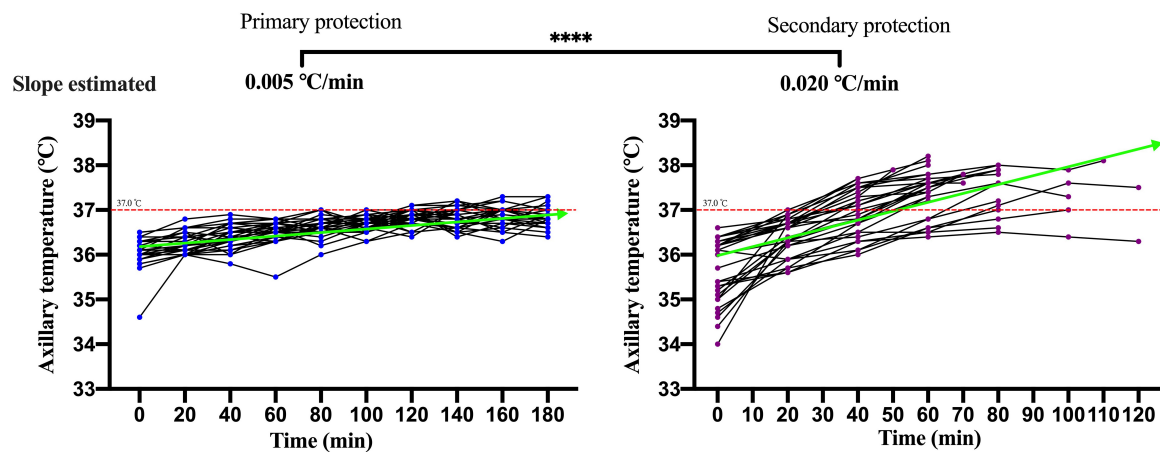 Primary protection
Secondary protection
****
Slope estimated
0.005 °C/min
0.020 °C/min
Axillary temperature (°C)
39
38
37
36
35
34
33
37.0 °C
0 20 40 60 80 100 120 140 160 180
Time (min)
Axillary temperature (°C)
39
38
37
36
35
34
33
37.0 °C
0 10 20 30 40 50 60 70 80 90 100 110 120
Time (min)